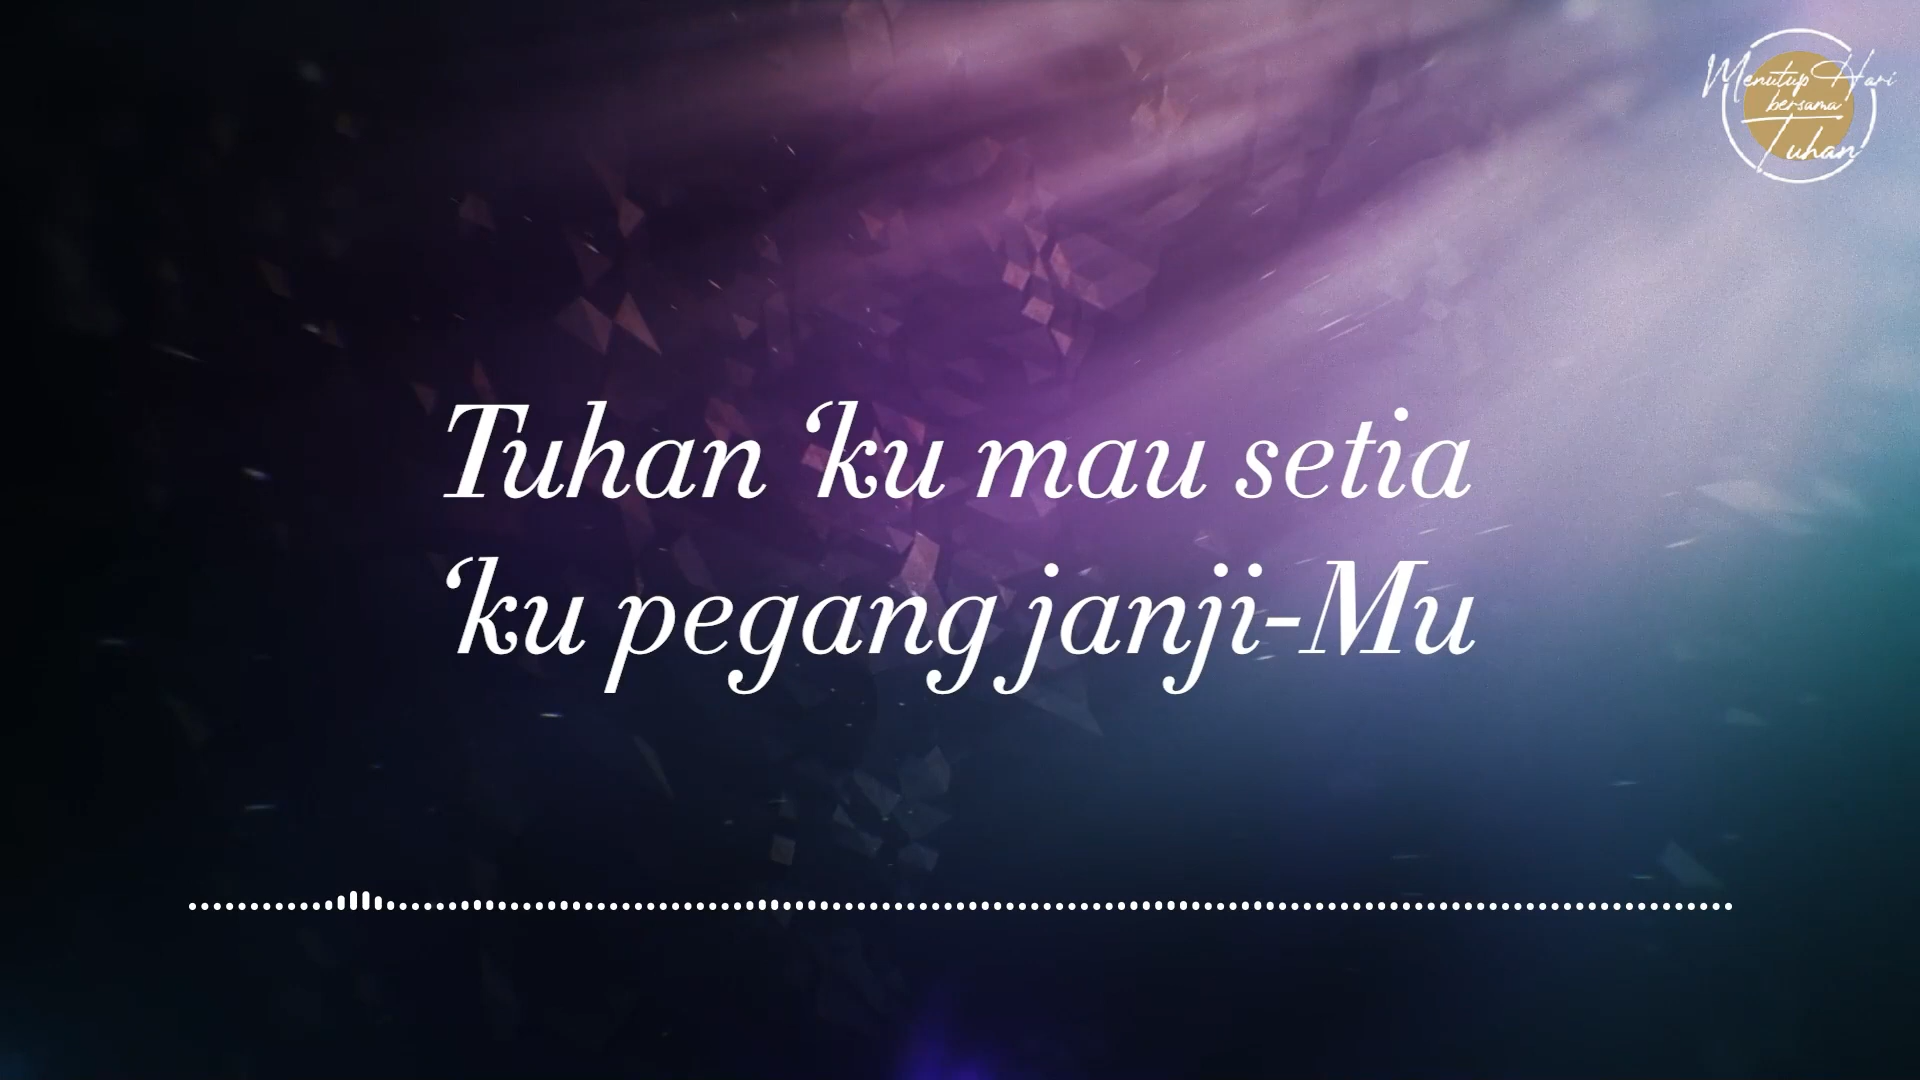 Menutup Hari
bersama
Tuhan
Tuhan ‘ku mau setia
‘ku pegang janji-Mu